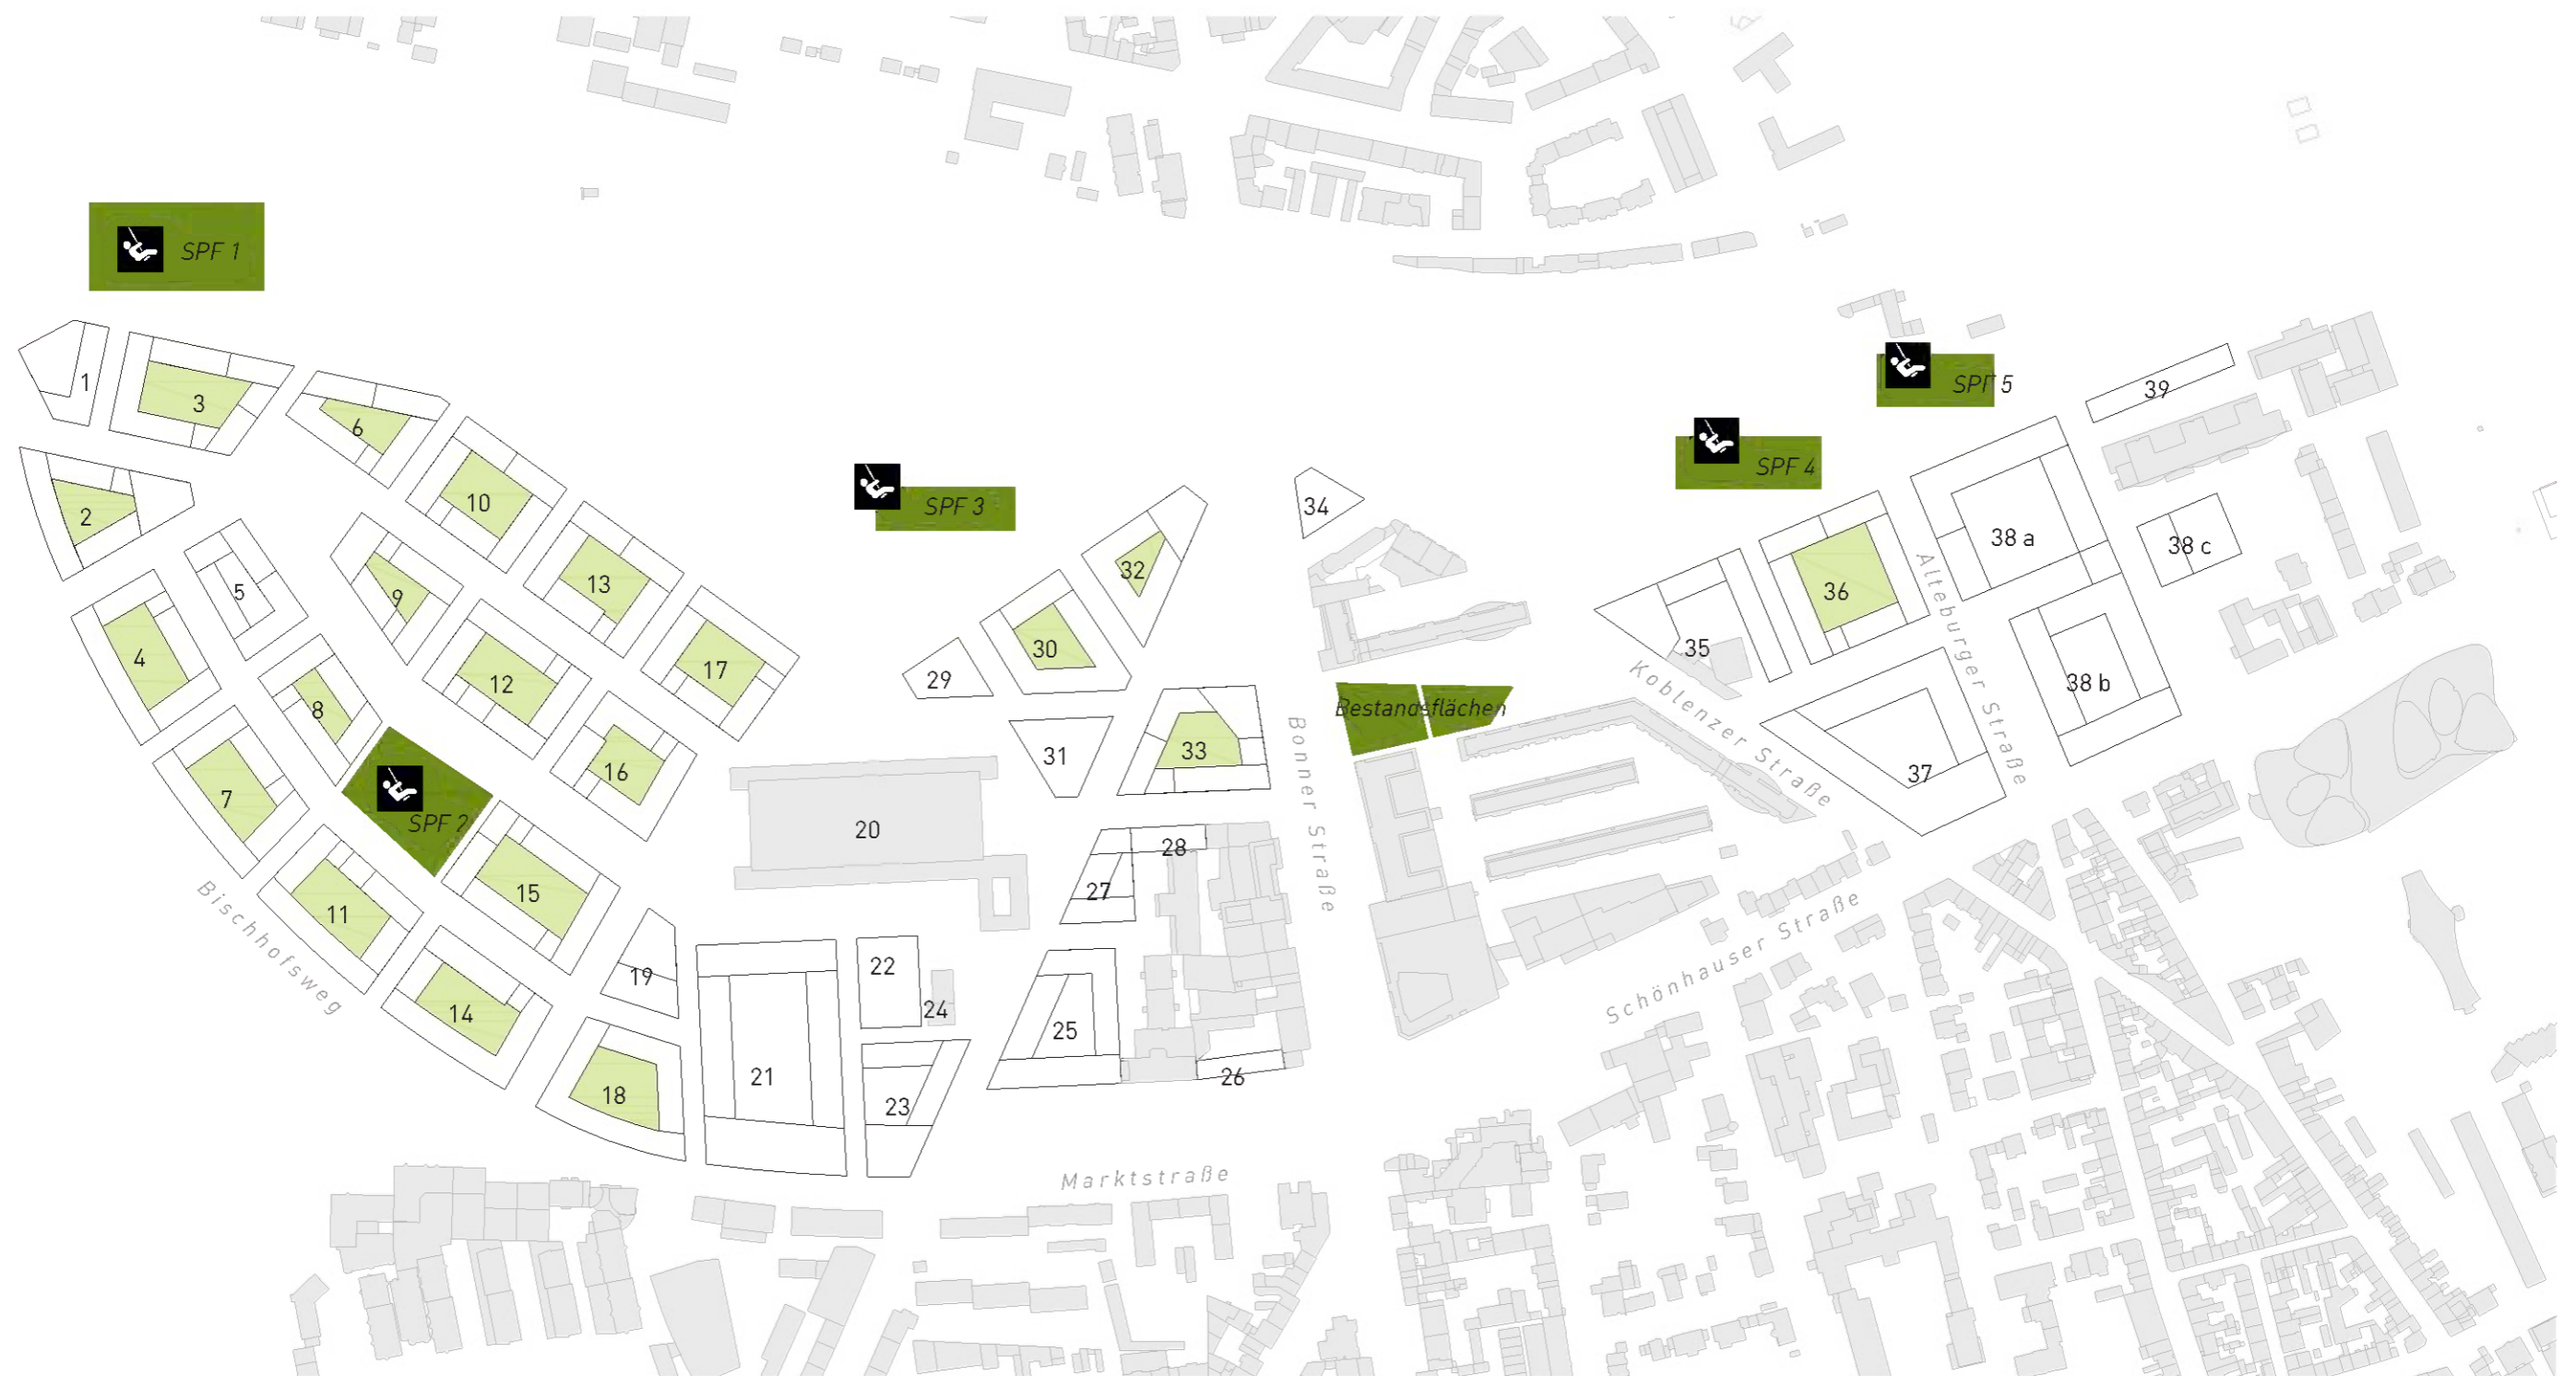 SPF 1
1
3
6
2
10
5
9
13
4
8
12
17
7
SPF 2
16
11
15
14
19
18
SPF 3
34
32
30
29
31
33
20
28
27
22
24
21
23
25
26
SPF 5
SPF 4
39
38 a
38 c
36
35
38 b
37
Bestandsflächen
Bischhofsweg
Bonner Straße
Koblenzer Straße
Alteburger Straße
Schönhauser Straße
Marktstraße